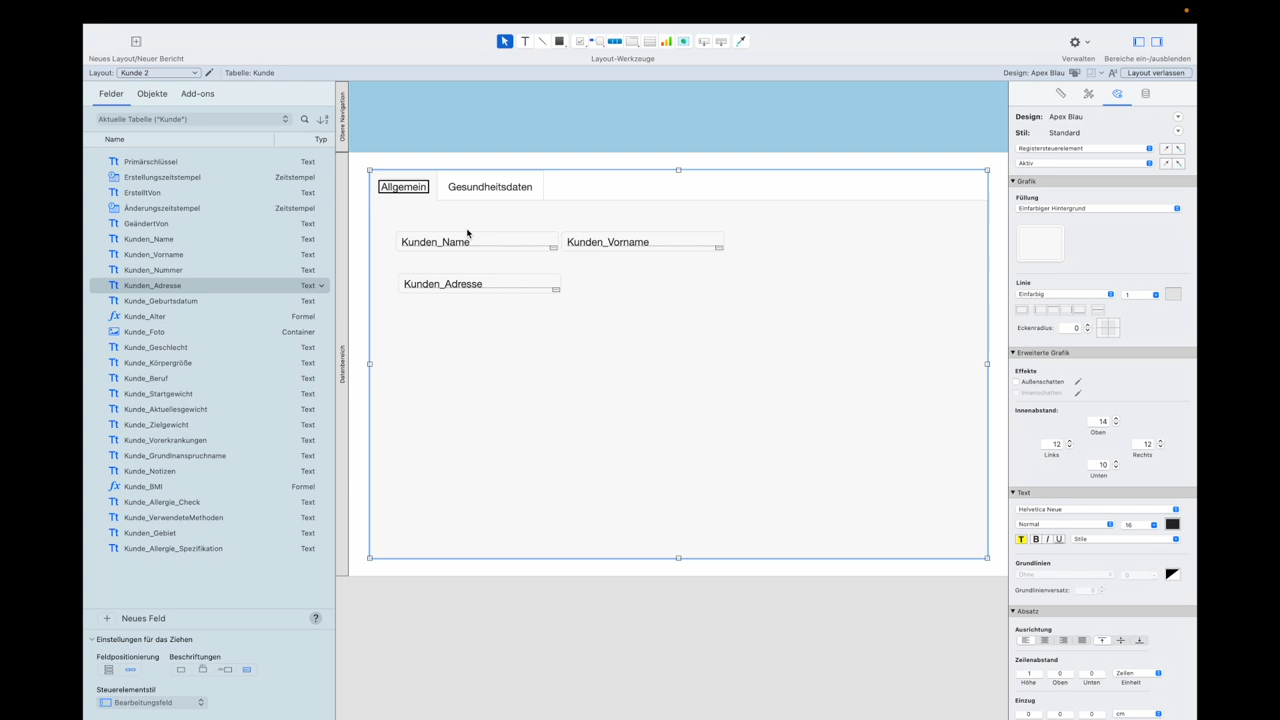 Neues Layout/Neuer Bericht
Layout-Werkzeuge
Verwalten
Bereiche ein-/ausblenden
Layout: Kunde 2
Tabelle: Kunde
Design: Apex Blau
Layout verlassen
Felder
Objekte
Add-ons
Aktuelle Tabelle ("Kunde")
Name
Typ
Primärschlüssel Text
Erstellungszeitstempel Zeitstempel
ErstelltVon Text
Änderungszeitstempel Zeitstempel
GeändertVon Text
Kunden_Name Text
Kunden_Vorname Text
Kunden_Nummer Text
Kunden_Adresse Text
Kunde_Geburtsdatum Text
Kunde_Alter Formel
Kunde_Foto Container
Kunde_Geschlecht Text
Kunde_Körpergröße Text
Kunde_Beruf Text
Kunde_Startgewicht Text
Kunde_Aktuellesgewicht Text
Kunde_Zielgewicht Text
Kunde_Vorerkrankungen Text
Kunde_GrundInanspruchname Text
Kunde_Notizen Text
Kunde_BMI Formel
Kunde_Allergie_Check Text
Kunde_VerwendeteMethoden Text
Kunden_Gebiet Text
Kunde_Allergie_Spezifikation Text
Neues Feld
?
Einstellungen für das Ziehen
Feldpositionierung
Beschriftungen
Steuerelementstil
Bearbeitungsfeld
Obere Navigation
Datenbereich
Allgemein
Gesundheitsdaten
Kunden_Name
Kunden_Vorname
Kunden_Adresse
Design: Apex Blau
Stil: Standard
Registersteuerelement
Aktiv
Grafik
Füllung
Einfarbiger Hintergrund
Linie
Einfarbig 1
Eckenradius: 0
Erweiterte Grafik
Effekte
Außenschatten
Innenschatten
Innenabstand:
14
Oben
12
Links
12
Rechts
10
Unten
Text
Helvetica Neue
Normal 16
T B I U Stile
Grundlinien
Ohne
Grundlinienversatz:
Absatz
Ausrichtung
Zeilenabstand
1 0 0 Zeilen
Höhe Oben Unten Einheit
Einzug
0 0 0 cm